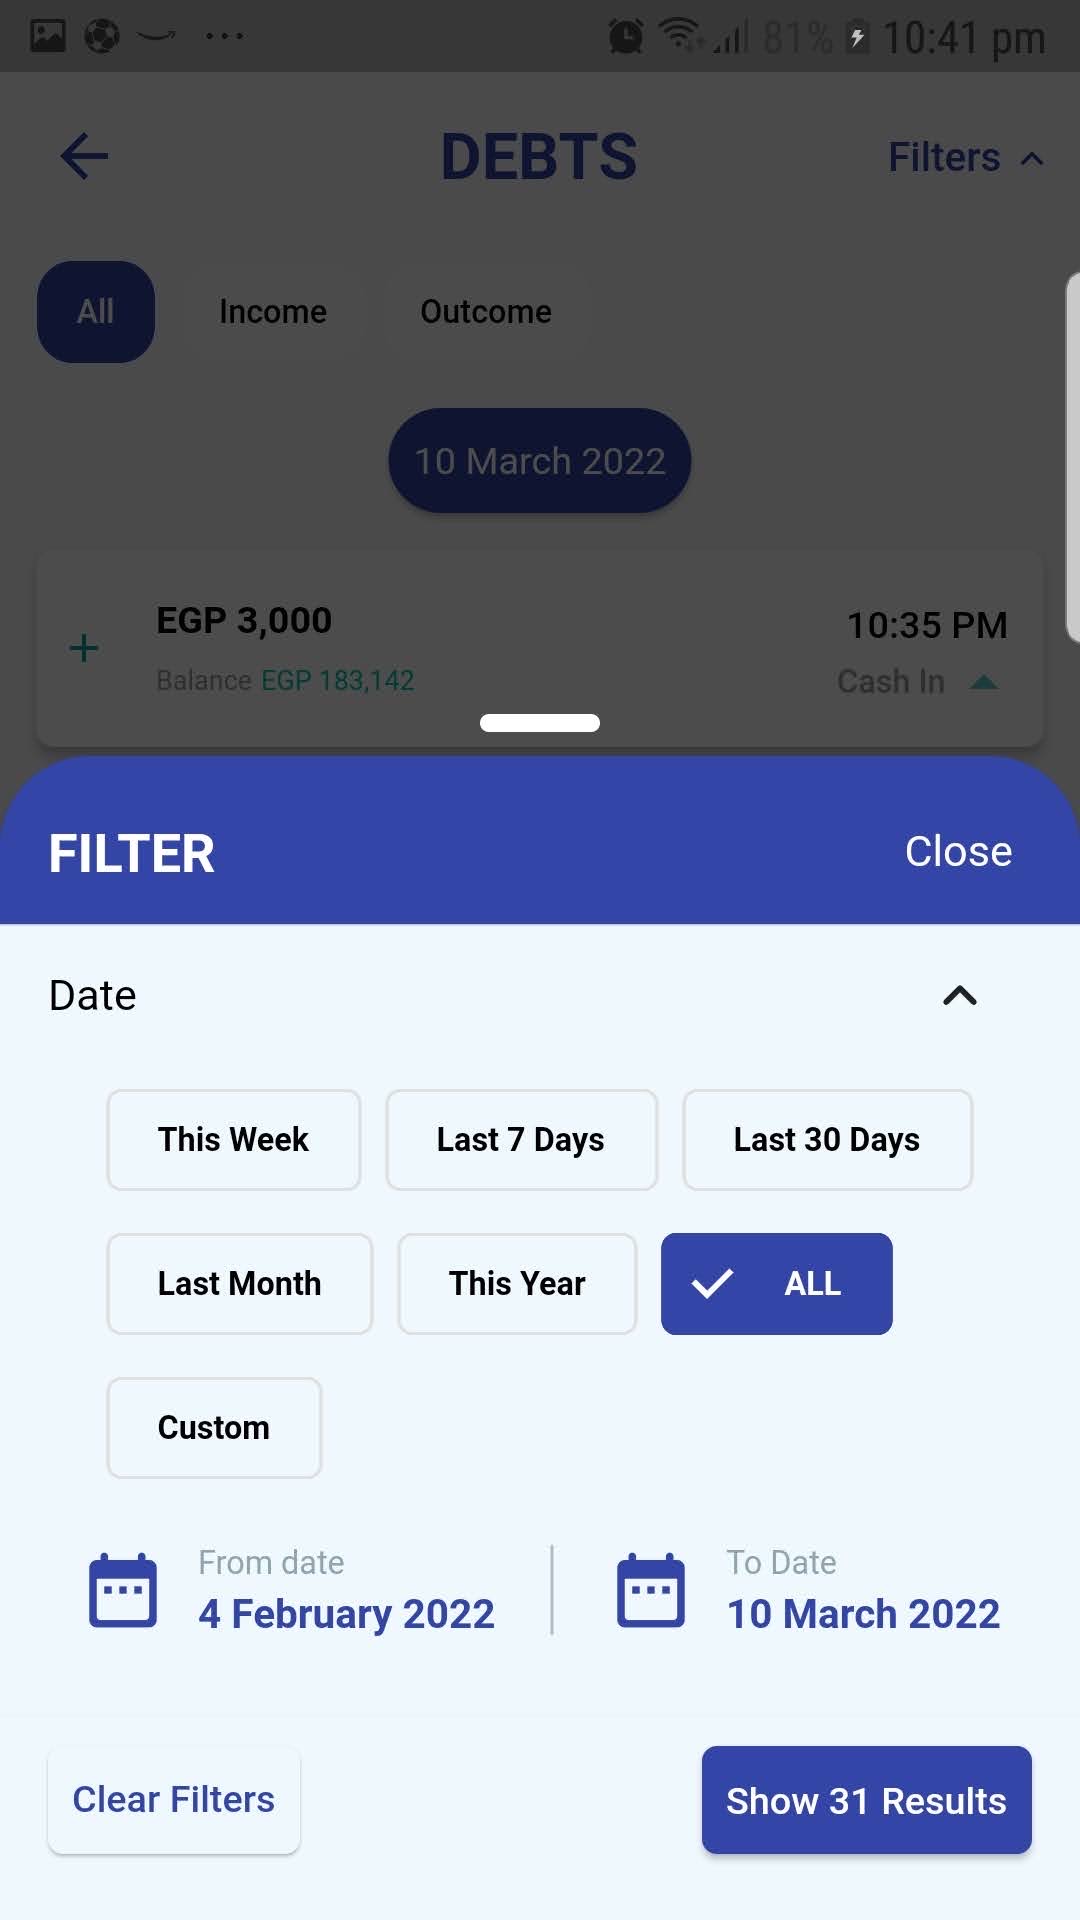 81% 10:41 pm
DEBTS
Filters
All
Income
Outcome
10 March 2022
EGP 3,000
10:35 PM
Balance EGP 183,142
Cash In
FILTER
Close
Date
This Week
Last 7 Days
Last 30 Days
Last Month
This Year
ALL
Custom
From date
4 February 2022
To Date
10 March 2022
Clear Filters
Show 31 Results